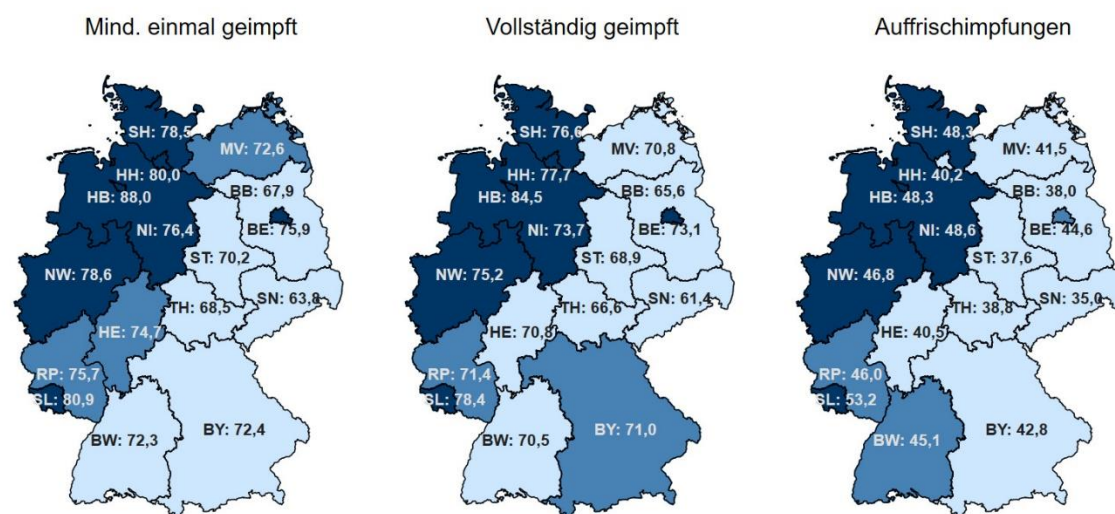 Mind. einmal geimpft
SH: 78,5
MV: 72,6
HH: 80,0
BB: 67,9
HB: 88,0
NI: 76,4
BE: 75,9
ST: 70,2
NW: 78,6
SN: 63,8
TH: 68,5
HE: 74,7
RP: 75,7
SL: 80,9
BW: 72,3
BY: 72,4
Vollständig geimpft
SH: 76,6
MV: 70,8
HH: 77,7
BB: 65,6
HB: 84,5
NI: 73,7
BE: 73,1
ST: 68,9
NW: 75,2
SN: 61,4
TH: 66,6
HE: 70,8
RP: 71,4
SL: 78,4
BW: 70,5
BY: 71,0
Auffrischimpfungen
SH: 48,3
MV: 41,5
HH: 40,2
BB: 38,0
HB: 48,3
NI: 48,6
BE: 44,6
ST: 37,6
NW: 46,8
SN: 35,0
TH: 38,8
HE: 40,5
RP: 46,0
SL: 53,2
BW: 45,1
BY: 42,8